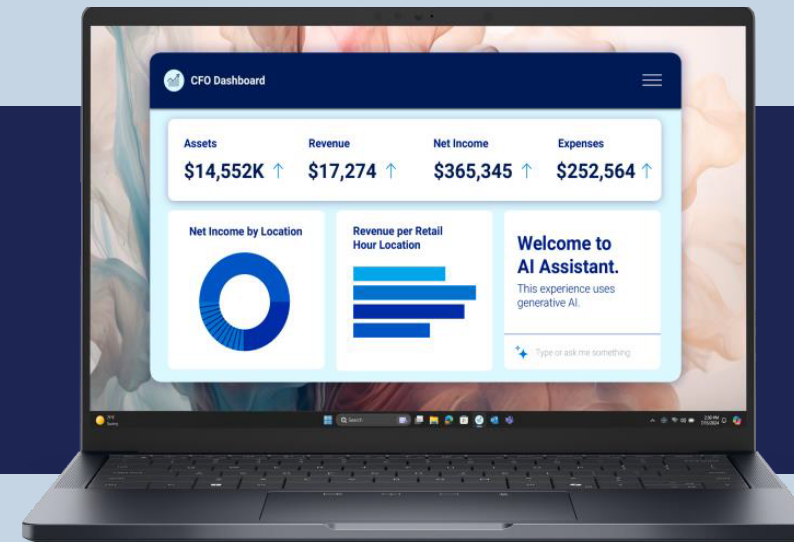 CFO Dashboard
Assets
Revenue
Net Income
Expenses
$14,552K ↑
$17,274 ↑
$365,345 ↑
$252,564 ↑
Net Income by Location
Revenue per Retail
Hour Location
Welcome to
AI Assistant.
This experience uses
generative AI.
Type or ask me something
Search